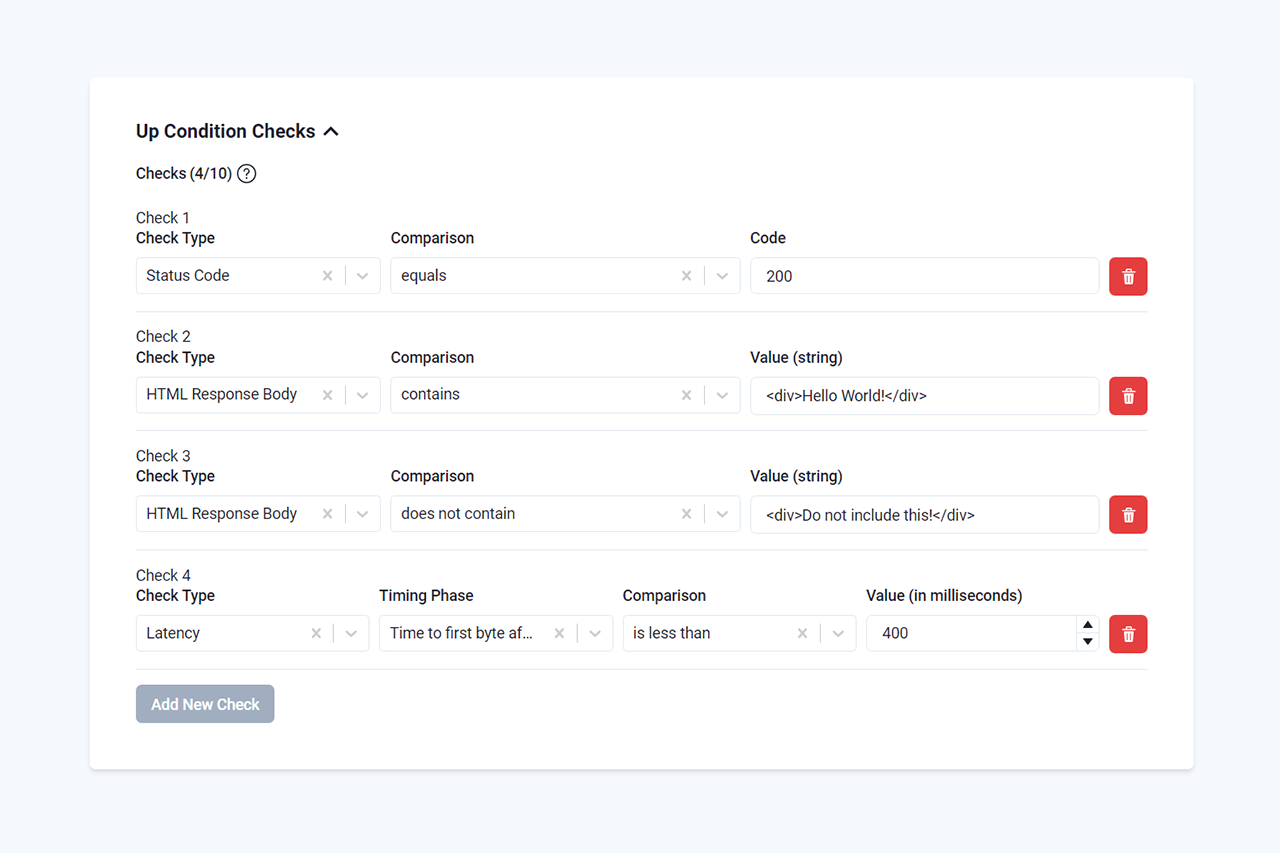 Up Condition Checks
Checks (4/10) ?
Check 1
Check Type Comparison Code
Status Code equals 200
Check 2
Check Type Comparison Value (string)
HTML Response Body contains <div>Hello World!</div>
Check 3
Check Type Comparison Value (string)
HTML Response Body does not contain <div>Do not include this!</div>
Check 4
Check Type Timing Phase Comparison Value (in milliseconds)
Latency Time to first byte af... is less than 400
Add New Check